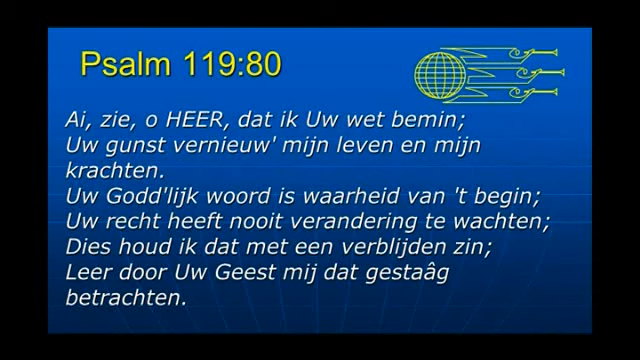 Psalm 119:80
Ai, zie, o HEER, dat ik Uw wet bemin;
Uw gunst vernieuw' mijn leven en mijn
krachten.
Uw Godd'lijk woord is waarheid van 't begin;
Uw recht heeft nooit verandering te wachten;
Dies houd ik dat met een verblijden zin;
Leer door Uw Geest mij dat gestaâg
betrachten.